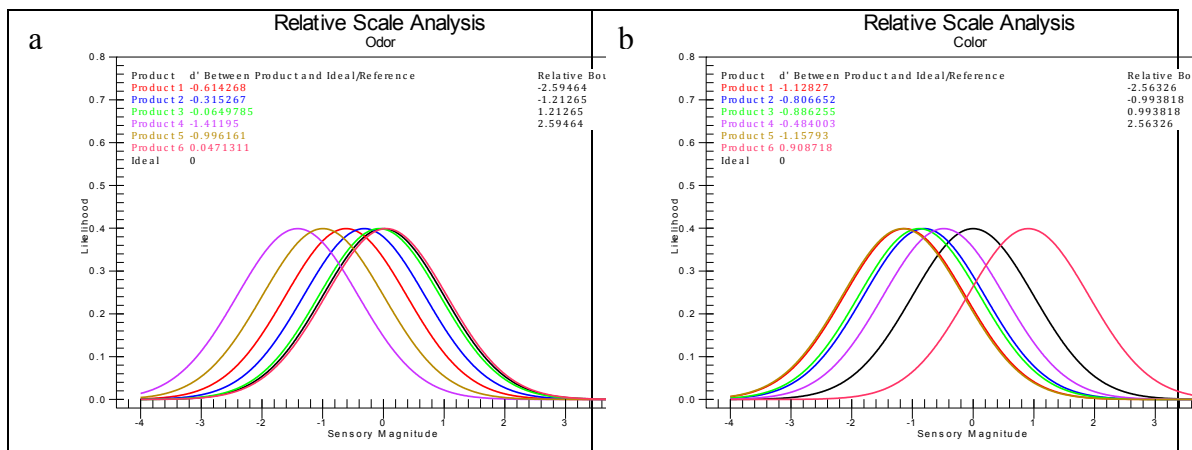 a
Relative Scale Analysis
Odor
Product d' Between Product and Ideal/Reference Relative Bou
Product 1 -0.614268 -2.59464
Product 2 -0.315267 -1.21265
Product 3 -0.0649785 1.21265
Product 4 -1.41195 2.59464
Product 5 -0.996161
Product 6 0.0471311
Ideal 0
Likelihood
0.8
0.7
0.6
0.5
0.4
0.3
0.2
0.1
0.0
-4 -3 -2 -1 0 1 2 3
Sensory Magnitude
b
Relative Scale Analysis
Color
Product d' Between Product and Ideal/Reference Relative Bou
Product 1 -1.12827 -2.56326
Product 2 -0.806652 -0.993818
Product 3 -0.886255 0.993818
Product 4 -0.484003 2.56326
Product 5 -1.15793
Product 6 0.908718
Ideal 0
Likelihood
0.8
0.7
0.6
0.5
0.4
0.3
0.2
0.1
0.0
-4 -3 -2 -1 0 1 2 3
Sensory Magnitude